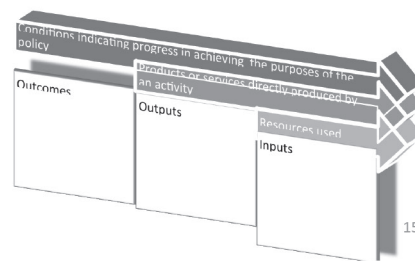 Conditions indicating progress in achieving the purposes of the
policy
Products or services directly produced by
an activity
Resources used
Outcomes
Outputs
Inputs
15